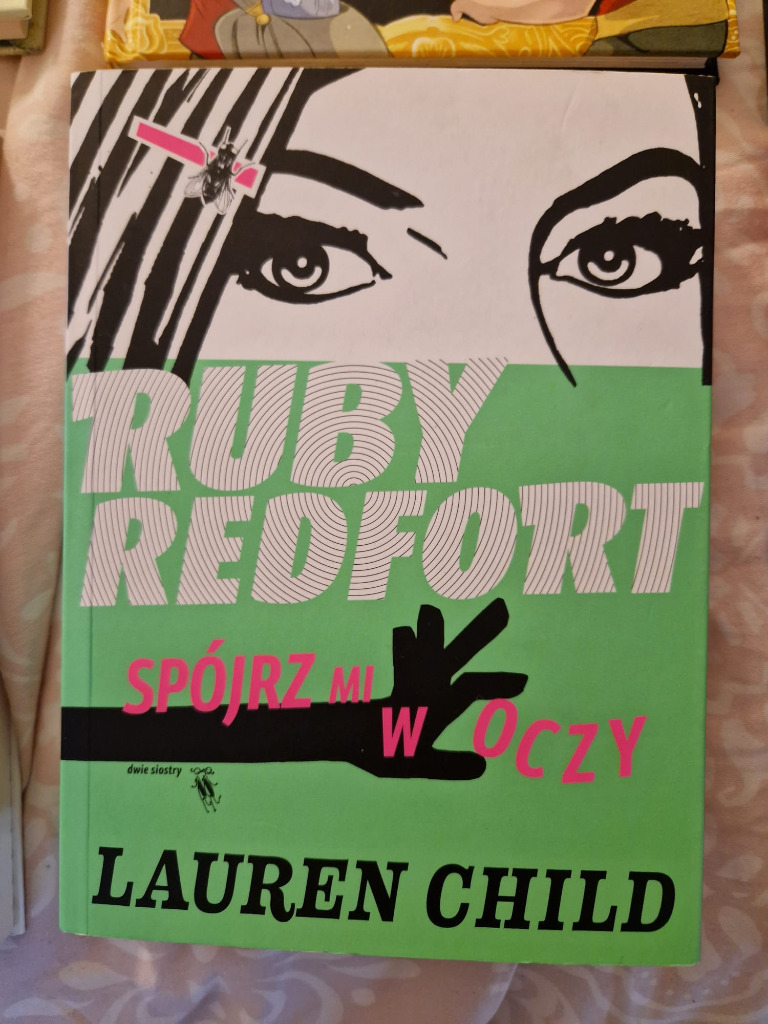 RUBY
REDFORT
SPÓJRZ MI
W OCZY
dwie siostry
LAUREN CHILD